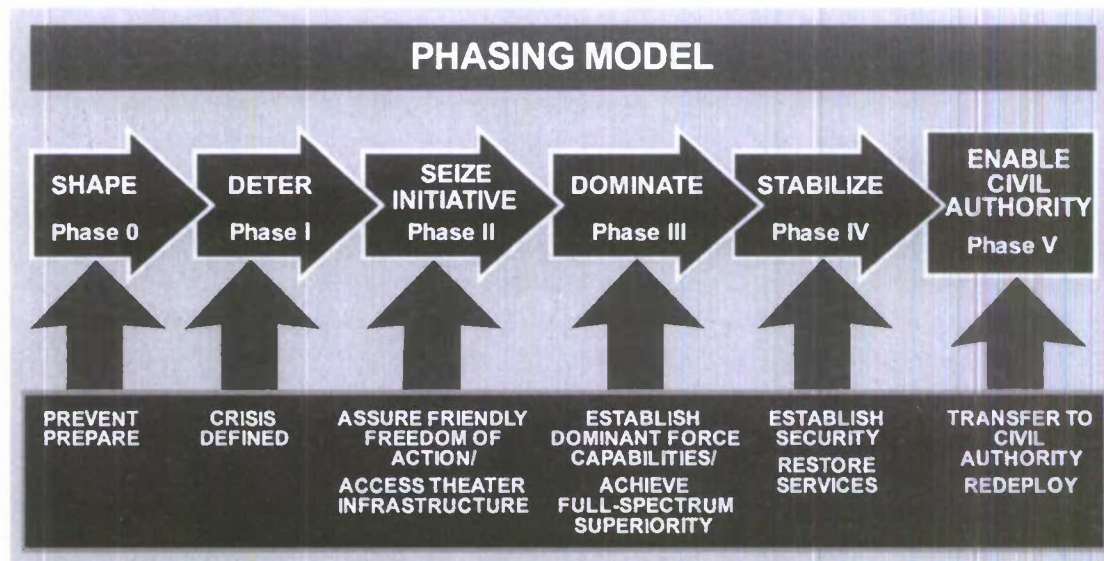 PHASING MODEL
SHAPE
Phase 0
DETER
Phase I
SEIZE
INITIATIVE
Phase II
DOMINATE
Phase III
STABILIZE
Phase IV
ENABLE
CIVIL
AUTHORITY
Phase V
PREVENT
PREPARE
CRISIS
DEFINED
ASSURE FRIENDLY
FREEDOM OF
ACTION/
ACCESS THEATER
INFRASTRUCTURE
ESTABLISH
DOMINANT FORCE
CAPABILITIES/
ACHIEVE
FULL-SPECTRUM
SUPERIORITY
ESTABLISH
SECURITY
RESTORE
SERVICES
TRANSFER TO
CIVIL
AUTHORITY
REDEPLOY